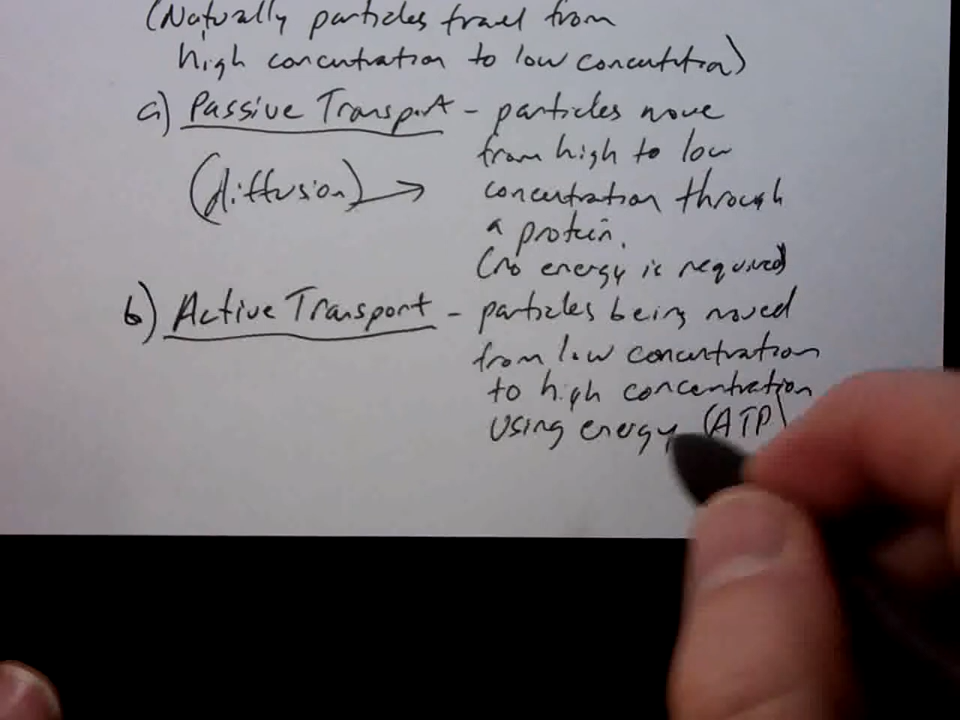 (Naturally particles travel from
high concentration to low concentration)
a) Passive Transport - particles move
from high to low
(diffusion) → concentration through
a protein.
(no energy is required)
b) Active Transport - particles being moved
from low concentration
to high concentration
using energy (ATP)